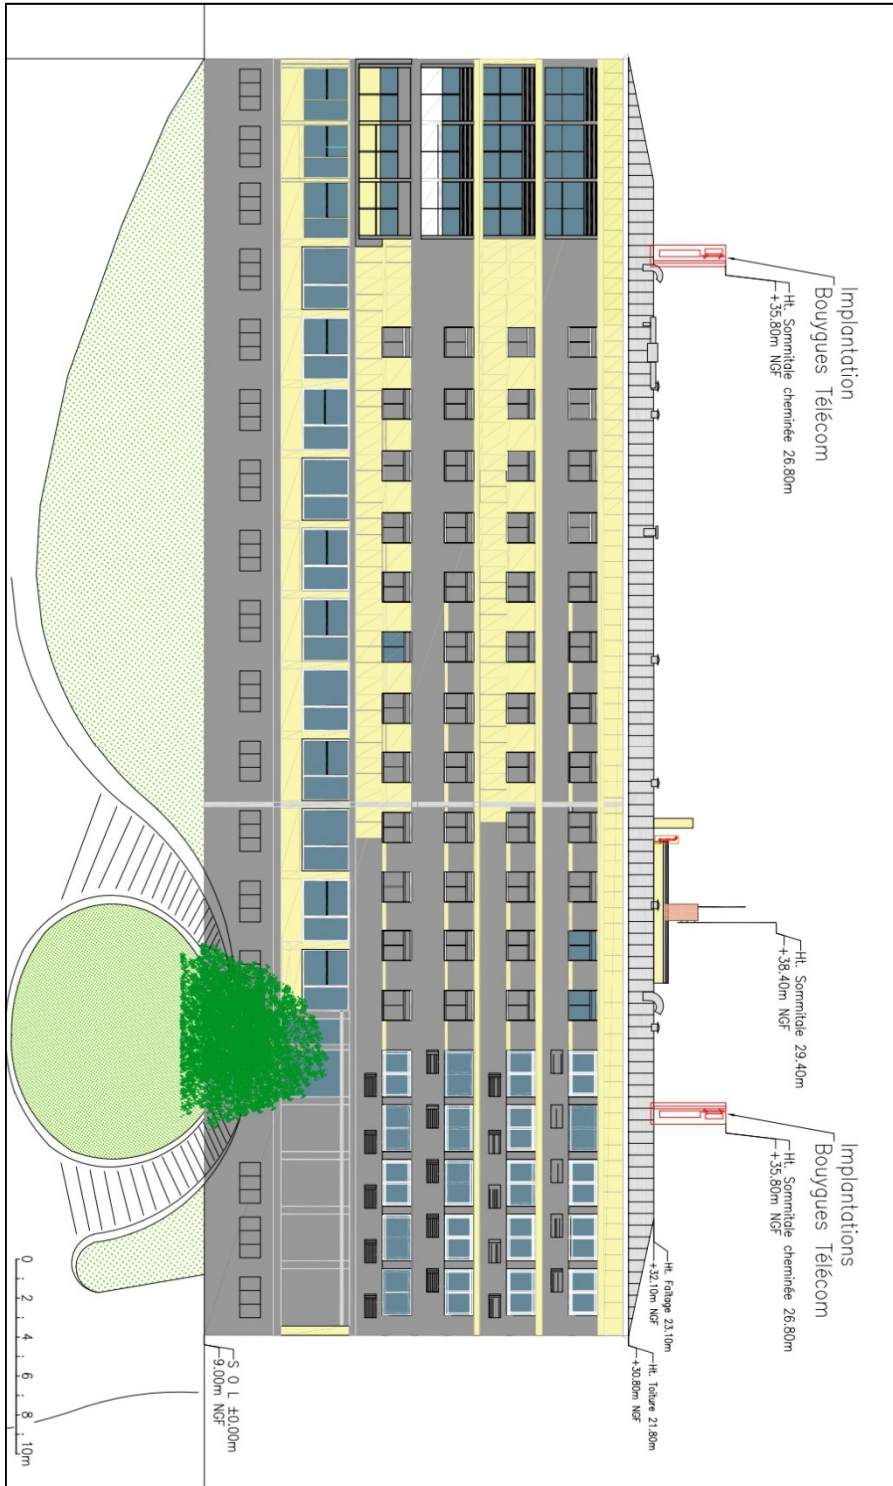 Implantation
Bouygues Télécom
Ht. Sommitale cheminée 26.80m
+35.80m NGF
Ht. Sommitale 29.40m
+38.40m NGF
Implantations
Bouygues Télécom
Ht. Sommitale cheminée 26.80m
+35.80m NGF
Ht. Faîtage 23.10m
+32.10m NGF
Ht. Toiture 21.80m
+30.80m NGF
S O L ±0.00m
9.00m NGF
0 2 4 6 8 10m